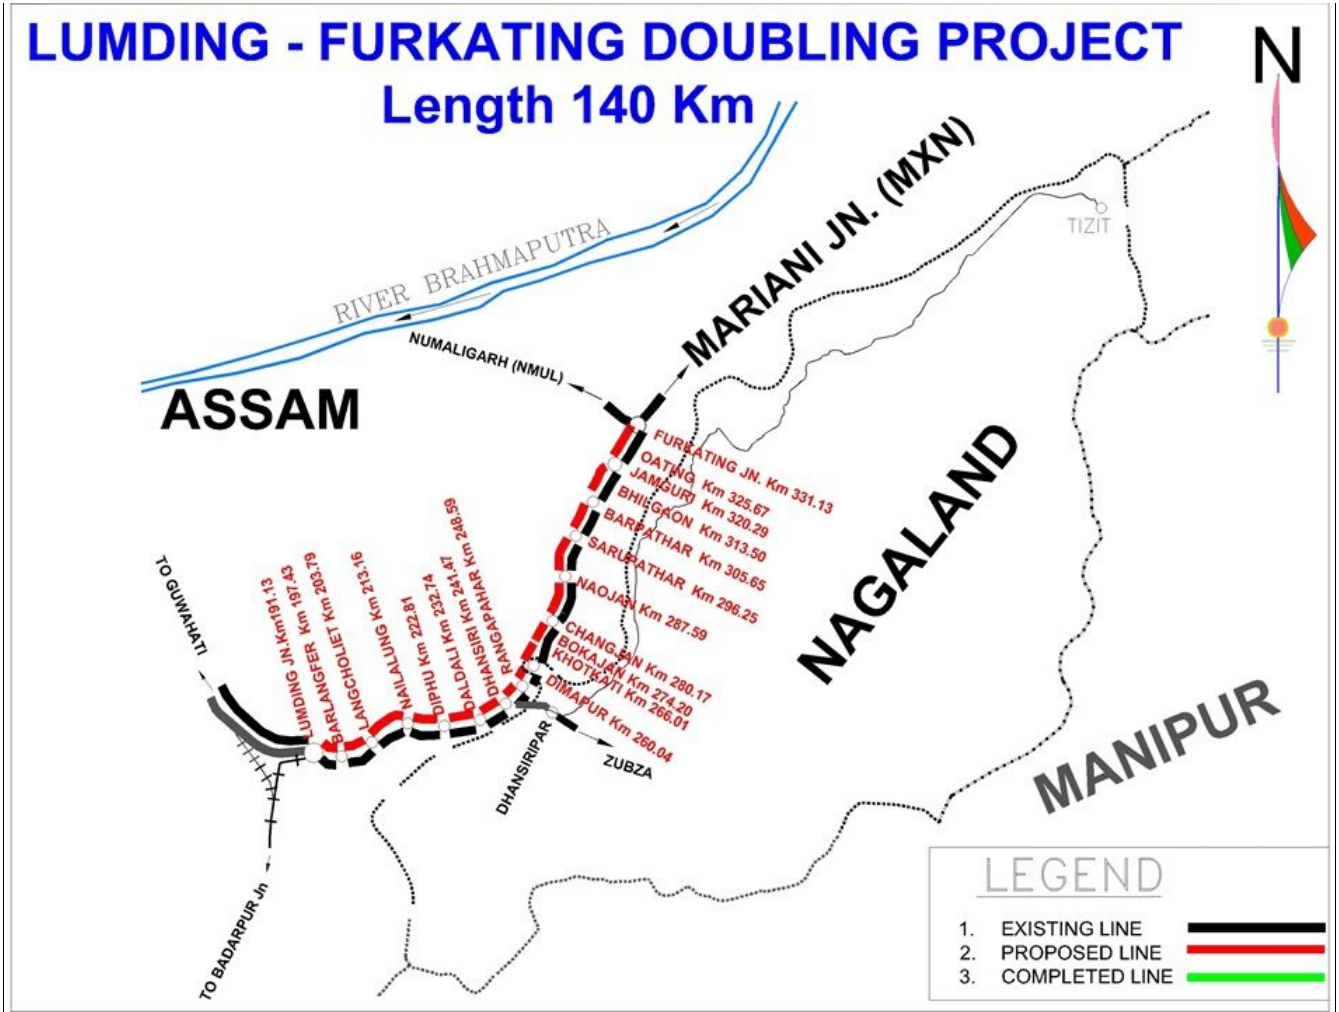 LUMDING - FURKATING DOUBLING PROJECT
Length 140 Km
N
RIVER BRAHMAPUTRA
MARIANI JN. (MXN)
TIZIT
NUMALIGARH (NMUL)
ASSAM
FURKATING JN. Km 331.13
OATING Km 325.67
JAMGURI Km 320.29
BHILGAON Km 313.50
BARPATHAR Km 305.65
SARUPATHAR Km 296.25
NAOJAN Km 287.59
CHANGJAN Km 280.17
BOKAJAN Km 274.20
KHOTKATI Km 266.01
DIMAPUR Km 260.04
NAGALAND
MANIPUR
TO GUWAHATI
LUMDING JN.Km191.13
BARLANGFER Km 197.43
LANGCHOLIET Km 203.79
NAILALUNG Km 213.16
DIPHU Km 222.81
DALDALI Km 232.74
DHANSIRI Km 241.47
RANGAPAHAR Km 248.59
DHANSIRIPAR
ZUBZA
TO BADARPUR Jn
LEGEND
1. EXISTING LINE
2. PROPOSED LINE
3. COMPLETED LINE